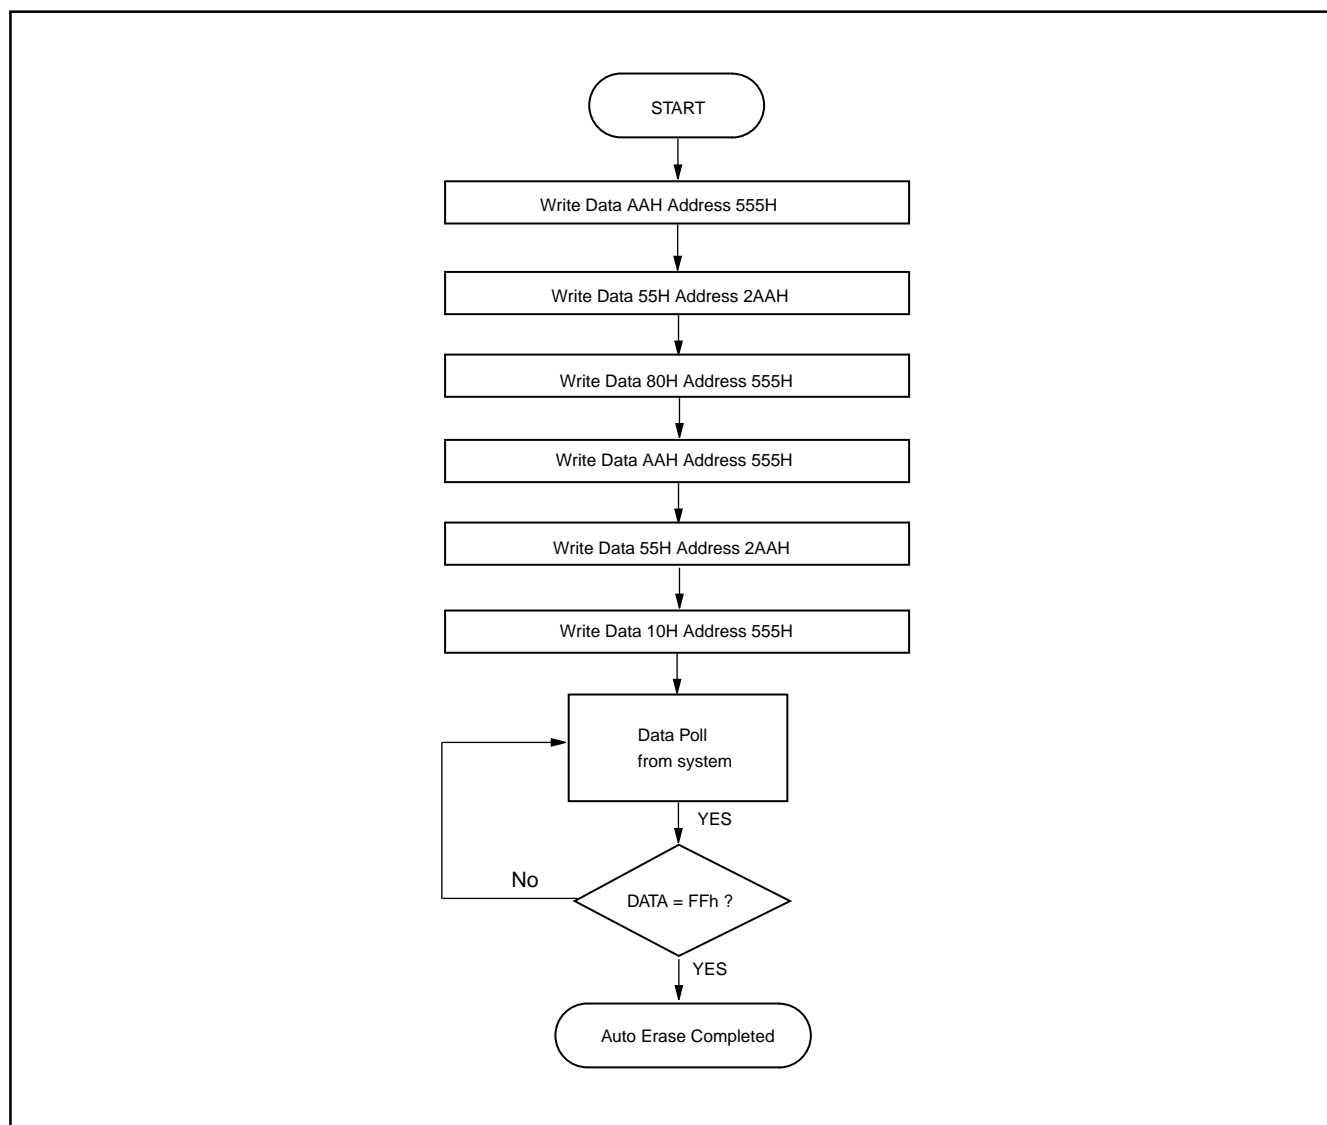 START
Write Data AAH Address 555H
Write Data 55H Address 2AAH
Write Data 80H Address 555H
Write Data AAH Address 555H
Write Data 55H Address 2AAH
Write Data 10H Address 555H
Data Poll
from system
YES
No
DATA = FFh ?
YES
Auto Erase Completed